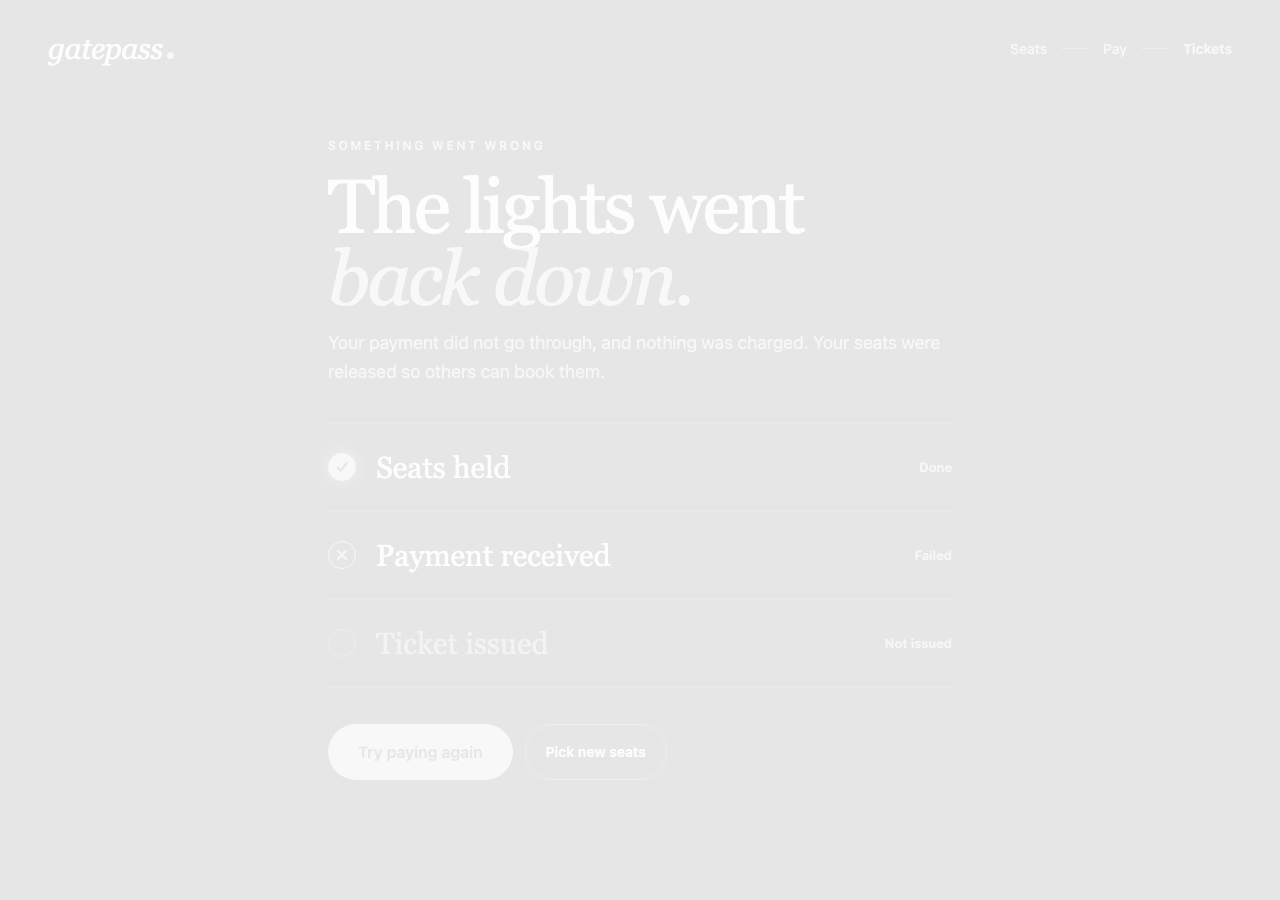 gatepass.
Seats Pay Tickets
SOMETHING WENT WRONG
The lights went
back down.
Your payment did not go through, and nothing was charged. Your seats were
released so others can book them.
Seats held Done
Payment received Failed
Ticket issued Not issued
Try paying again Pick new seats